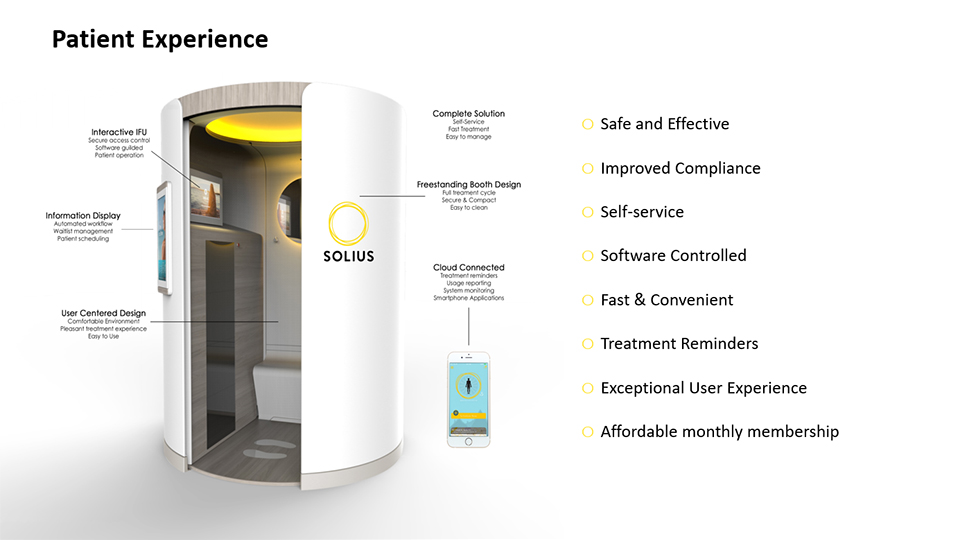 Patient Experience
Interactive IFU
Secure access control
Software guided
Patient operation
Information Display
Automated workflow
Waitlist management
Patient scheduling
User Centered Design
Comfortable Environment
Pleasant treatment experience
Easy to Use
SOLIUS
Complete Solution
Self-Service
Fast Treatment
Easy to manage
Freestanding Booth Design
Full treament cycle
Secure & Compact
Easy to clean
Cloud Connected
Treatment reminders
Usage reporting
System monitoring
Smartphone Applications
Safe and Effective
Improved Compliance
Self-service
Software Controlled
Fast & Convenient
Treatment Reminders
Exceptional User Experience
Affordable monthly membership